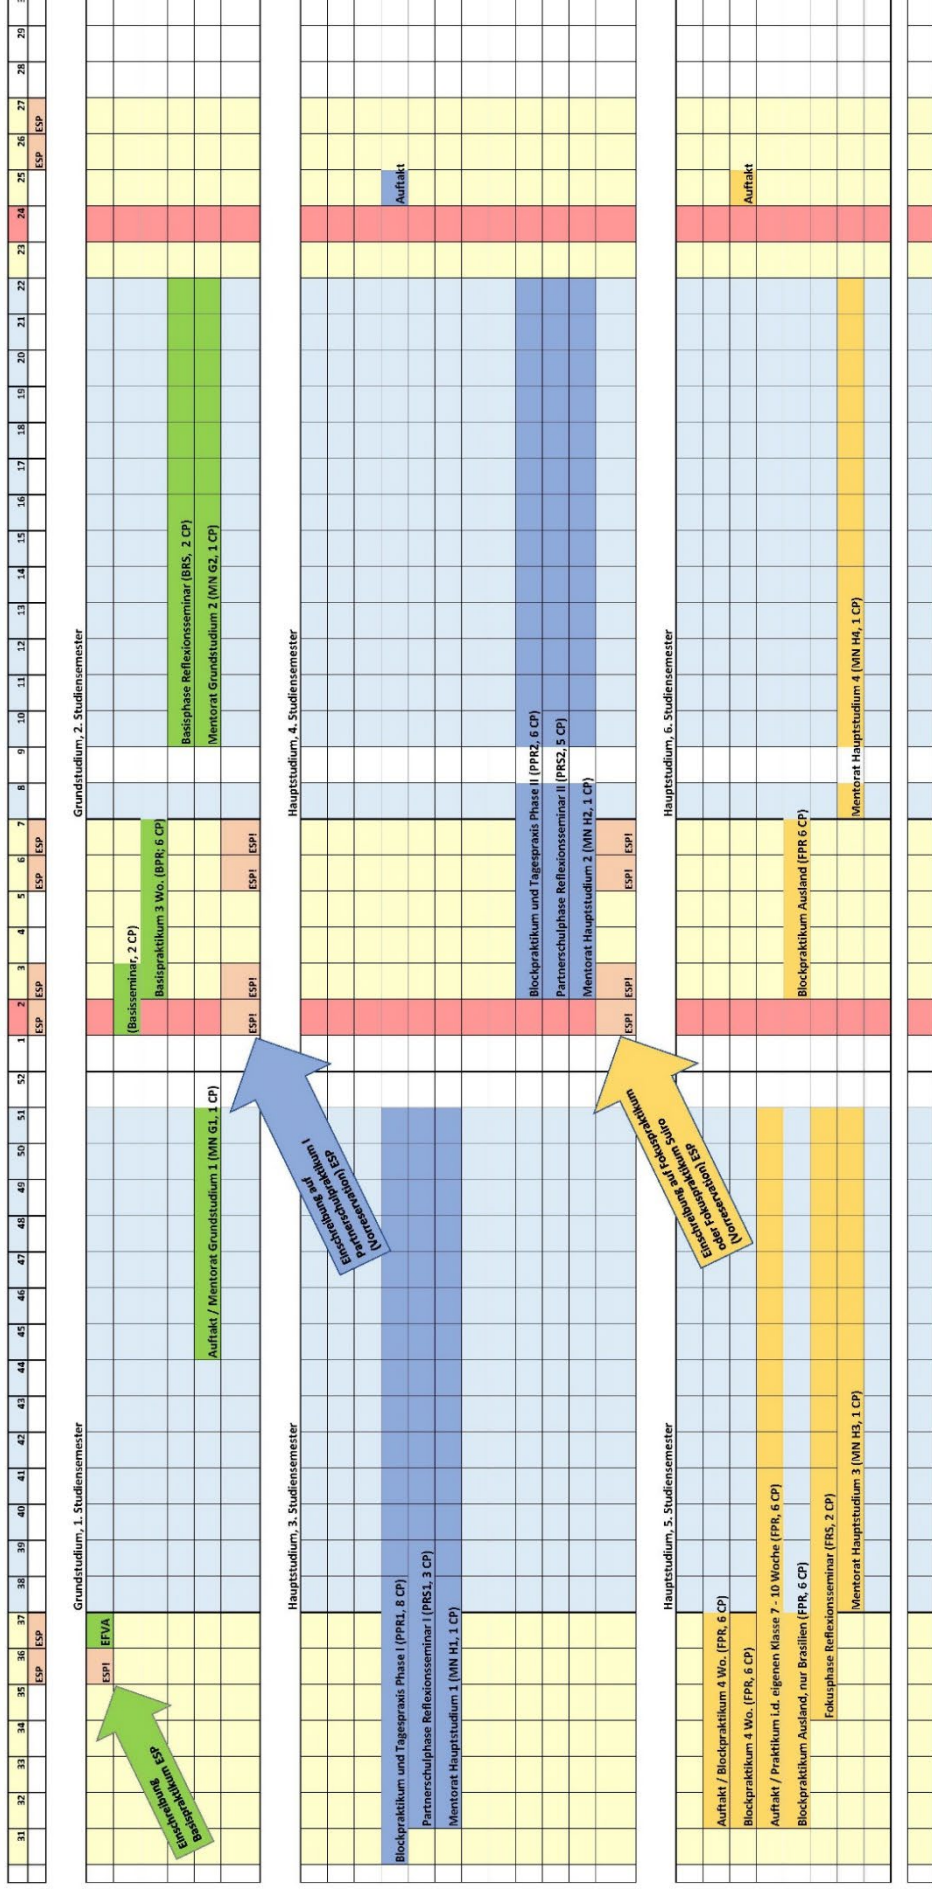 31 32 33 34 35 36 37 38 39 40 41 42 43 44 45 46 47 48 49 50 51 52 1 2 3 4 5 6 7 8 9 10 11 12 13 14 15 16 17 18 19 20 21 22 23 24 25 26 27 28 29
ESP ESP ESP ESP ESP ESP ESP ESP
Grundstudium, 1. Studiensemester
Grundstudium, 2. Studiensemester
ESP! EFVA
Einschreibung
Basispraktikum ESP
(Basisseminar, 2 CP)
Basispraktikum 3 Wo. (BPR; 6 CP)
Basisphase Reflexionsseminar (BRS, 2 CP)
Auftakt / Mentorat Grundstudium 1 (MN G1, 1 CP)
Mentorat Grundstudium 2 (MN G2, 1 CP)
ESP! ESP! ESP! ESP!
Hauptstudium, 3. Studiensemester
Hauptstudium, 4. Studiensemester
Einschreibung auf
Partnerschulpraktikum I
(Vorreservation) ESP
Blockpraktikum und Tagespraxis Phase I (PPR1, 8 CP)
Auftakt
Partnerschulphase Reflexionsseminar I (PRS1, 3 CP)
Mentorat Hauptstudium 1 (MN H1, 1 CP)
Blockpraktikum und Tagespraxis Phase II (PPR2, 6 CP)
Partnerschulphase Reflexionsseminar II (PRS2, 5 CP)
Mentorat Hauptstudium 2 (MN H2, 1 CP)
ESP! ESP! ESP! ESP!
Hauptstudium, 5. Studiensemester
Hauptstudium, 6. Studiensemester
Einschreibung auf Fokuspraktikum
oder Fokuspraktikum Suiro
(Vorreservation) ESP
Auftakt / Blockpraktikum 4 Wo. (FPR, 6 CP)
Blockpraktikum 4 Wo. (FPR, 6 CP)
Auftakt
Auftakt / Praktikum i.d. eigenen Klasse 7 - 10 Woche (FPR, 6 CP)
Blockpraktikum Ausland, nur Brasilien (FPR, 6 CP)
Blockpraktikum Ausland (FPR 6 CP)
Fokusphase Reflexionsseminar (FRS, 2 CP)
Mentorat Hauptstudium 3 (MN H3, 1 CP)
Mentorat Hauptstudium 4 (MN H4, 1 CP)